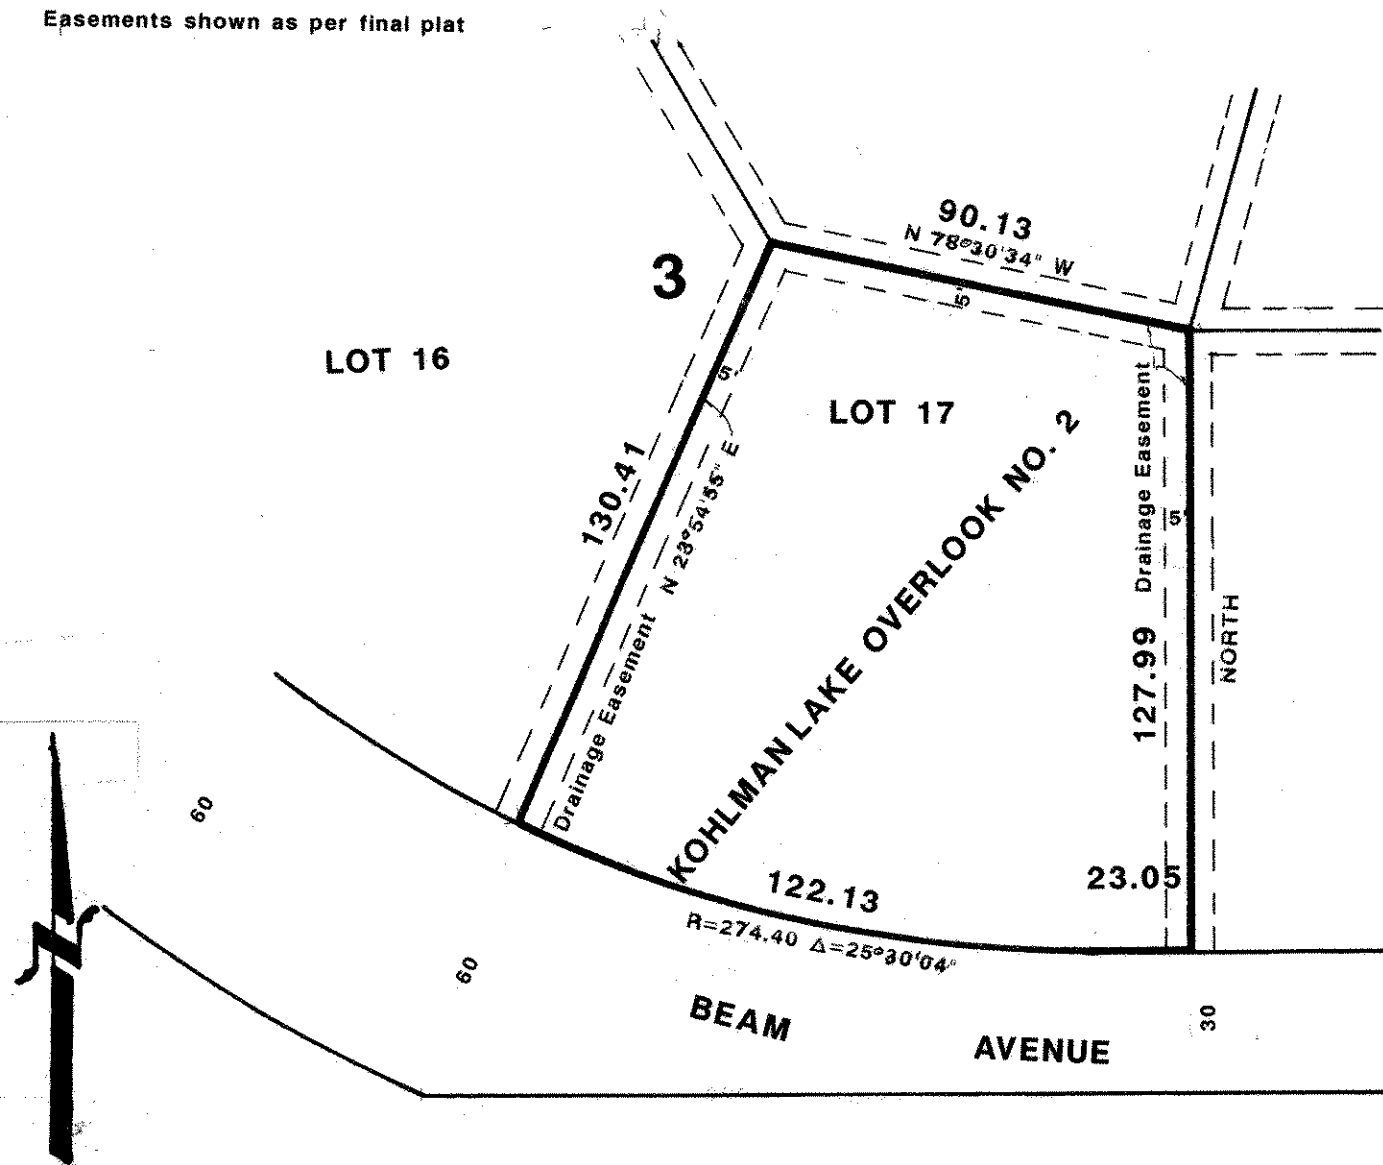 Easements shown as per final plat
90.13
N 78°30'34" W
5'
3
LOT 16
5'
LOT 17
Drainage Easement
130.41
N 23°54'55" E
Drainage Easement
KOHLMAN LAKE OVERLOOK NO. 2
5'
127.99
NORTH
60
122.13
23.05
R=274.40 Δ=25°30'04"
60
BEAM AVENUE
30
N